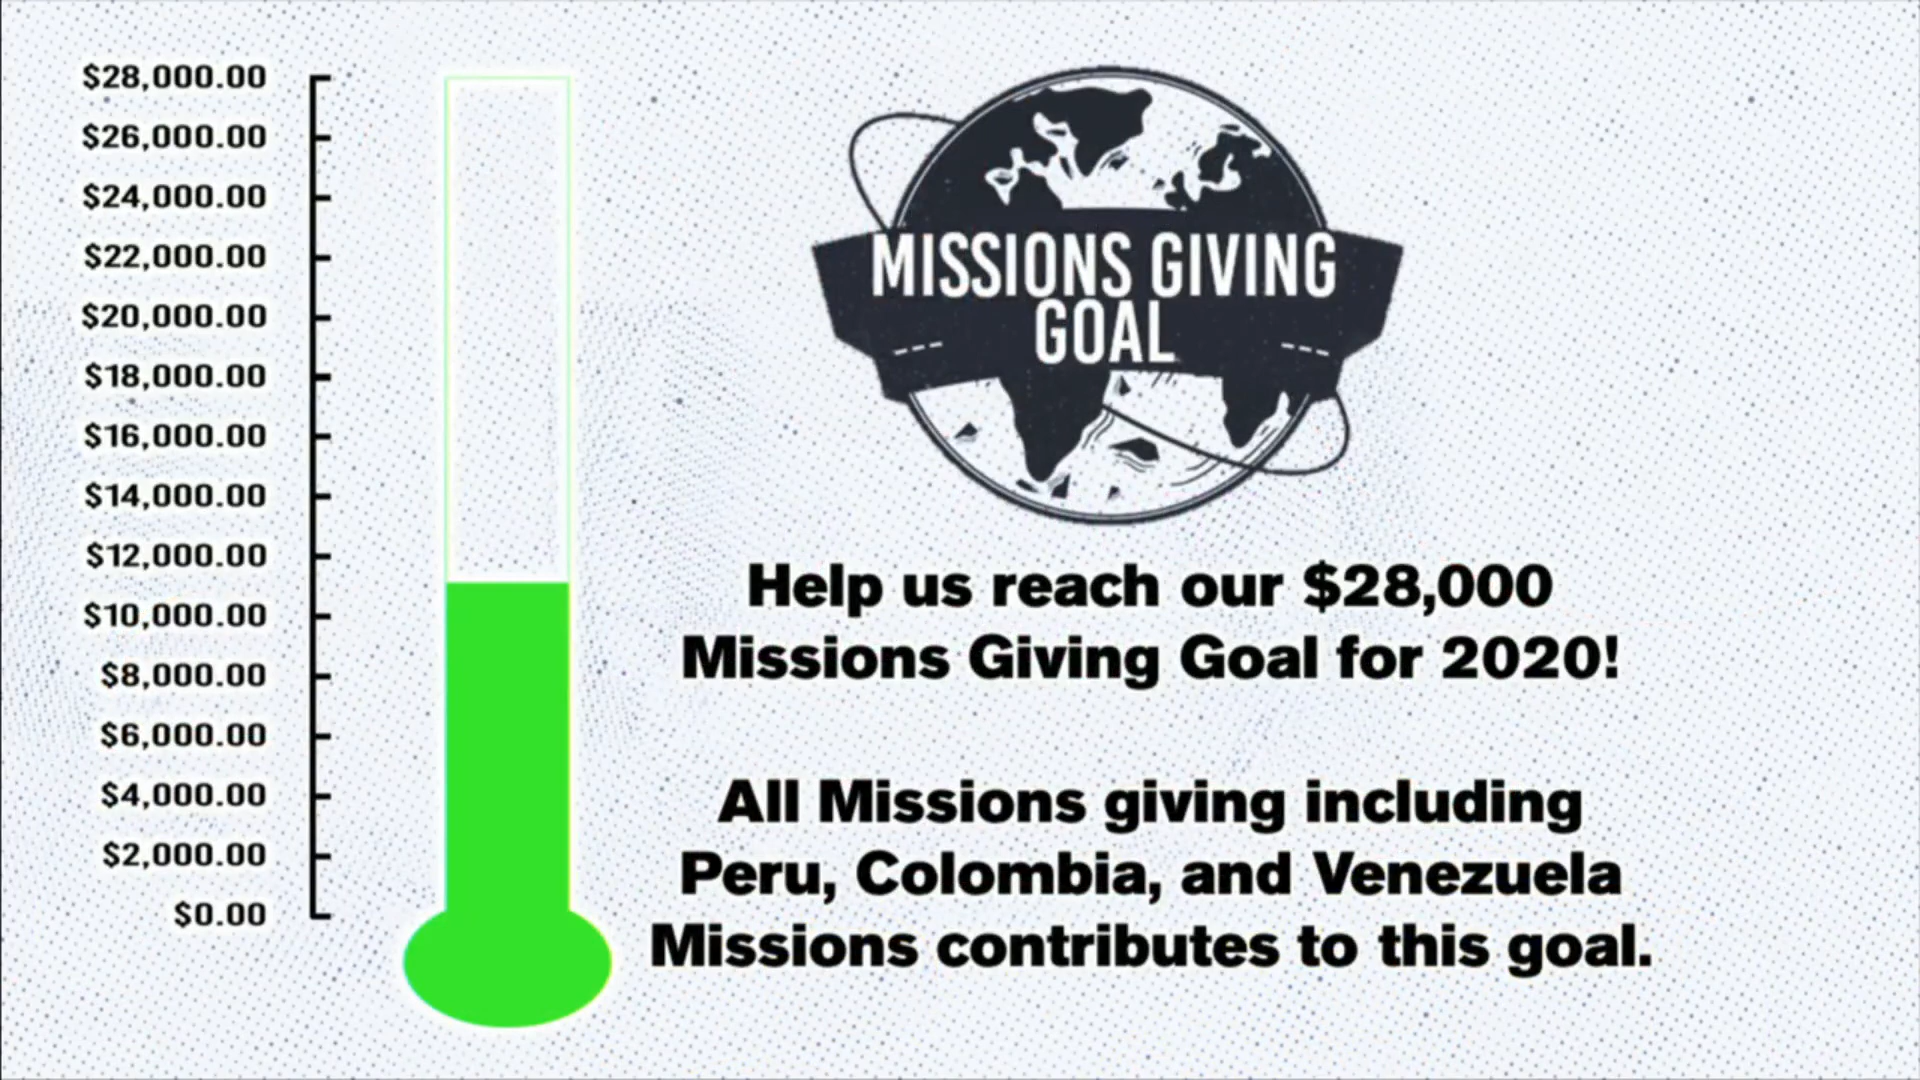 $28,000.00
$26,000.00
$24,000.00
$22,000.00
$20,000.00
$18,000.00
$16,000.00
$14,000.00
$12,000.00
$10,000.00
$8,000.00
$6,000.00
$4,000.00
$2,000.00
$0.00
MISSIONS GIVING
GOAL
Help us reach our $28,000
Missions Giving Goal for 2020!
All Missions giving including
Peru, Colombia, and Venezuela
Missions contributes to this goal.